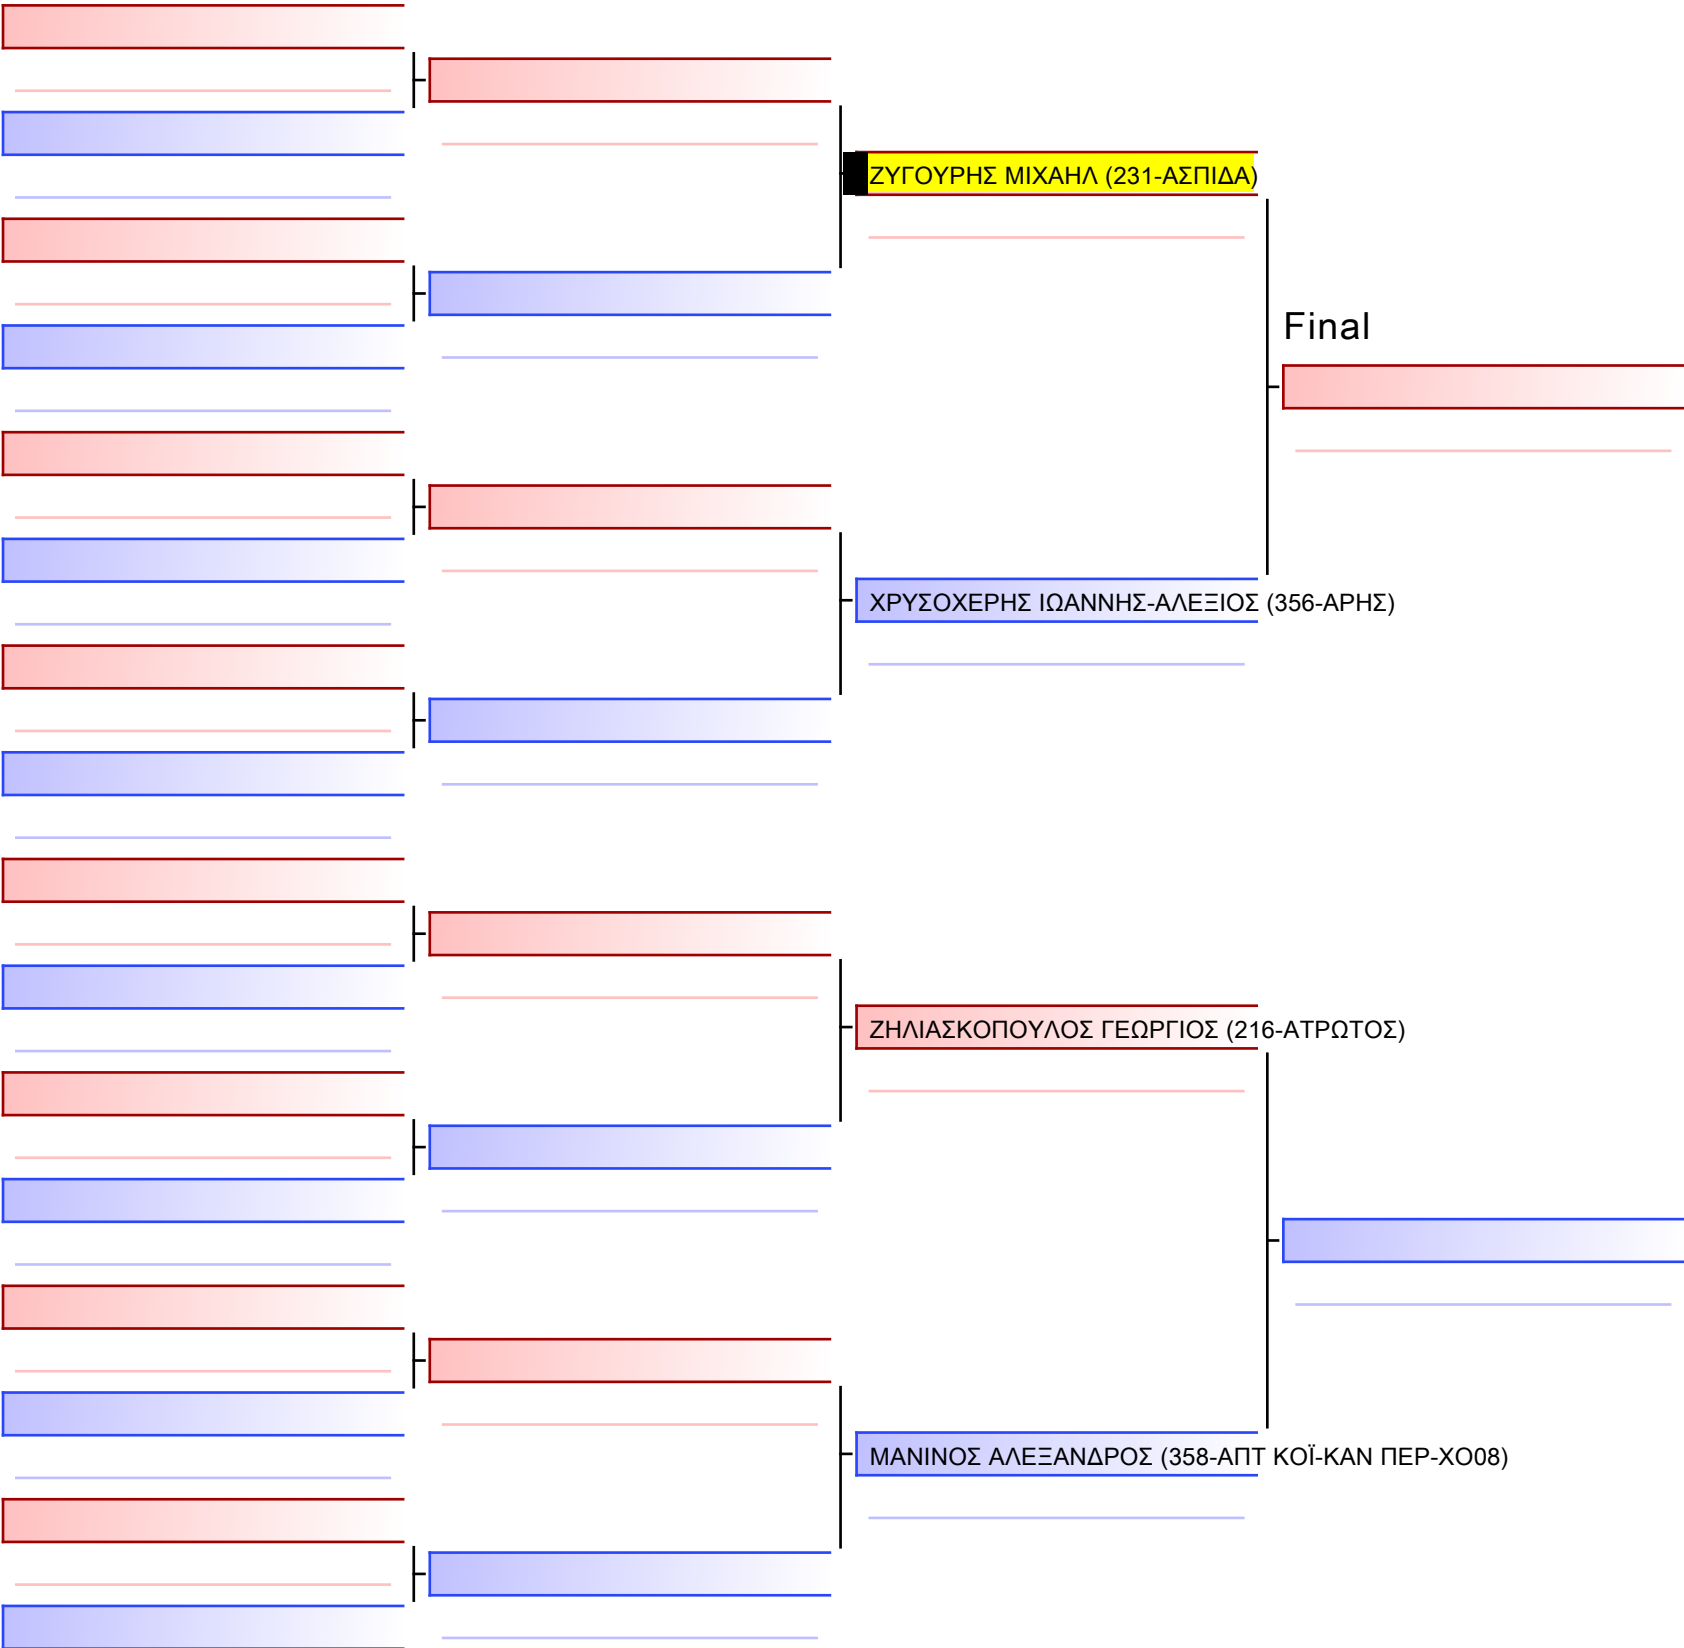 ΖΥΓΟΥΡΗΣ ΜΙΧΑΗΛ (231-ΑΣΠΙΔΑ)
Final
ΧΡΥΣΟΧΕΡΗΣ ΙΩΑΝΝΗΣ-ΑΛΕΞΙΟΣ (356-ΑΡΗΣ)
ΖΗΛΙΑΣΚΟΠΟΥΛΟΣ ΓΕΩΡΓΙΟΣ (216-ΑΤΡΩΤΟΣ)
ΜΑΝΙΝΟΣ ΑΛΕΞΑΝΔΡΟΣ (358-ΑΠΤ ΚΟΪ-ΚΑΝ ΠΕΡ-ΧΟ08)